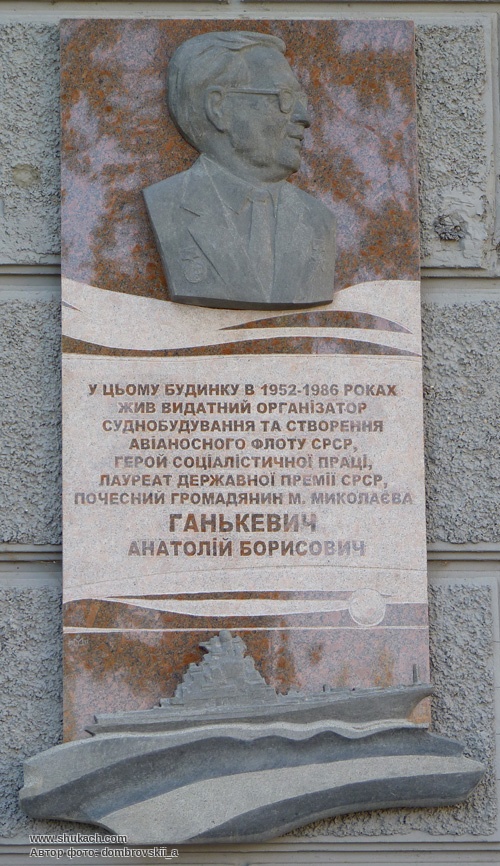 У ЦЬОМУ БУДИНКУ В 1952-1986 РОКАХ
ЖИВ ВИДАТНИЙ ОРГАНІЗАТОР
СУДНОБУДУВАННЯ ТА СТВОРЕННЯ
АВІАНОСНОГО ФЛОТУ СРСР,
ГЕРОЙ СОЦІАЛІСТИЧНОЇ ПРАЦІ,
ЛАУРЕАТ ДЕРЖАВНОЇ ПРЕМІЇ СРСР,
ПОЧЕСНИЙ ГРОМАДЯНИН М. МИКОЛАЄВА
ГАНЬКЕВИЧ
АНАТОЛІЙ БОРИСОВИЧ
www.shukach.com
Автор фото- dombrovskii_a